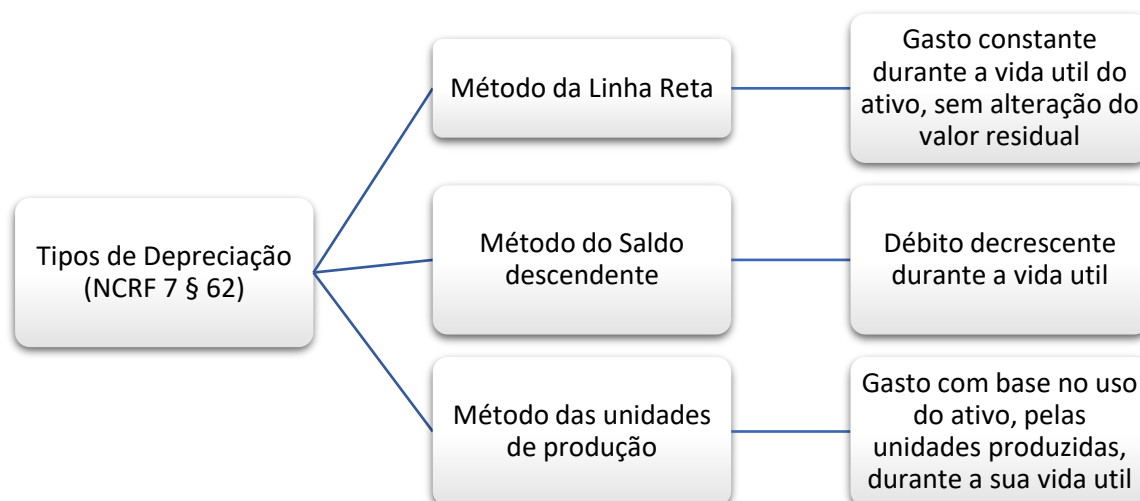 Tipos de Depreciação
(NCRF 7 § 62)
Método da Linha Reta
Gasto constante
durante a vida util do
ativo, sem alteração do
valor residual
Método do Saldo
descendente
Débito decrescente
durante a vida util
Método das unidades
de produção
Gasto com base no uso
do ativo, pelas
unidades produzidas,
durante a sua vida util